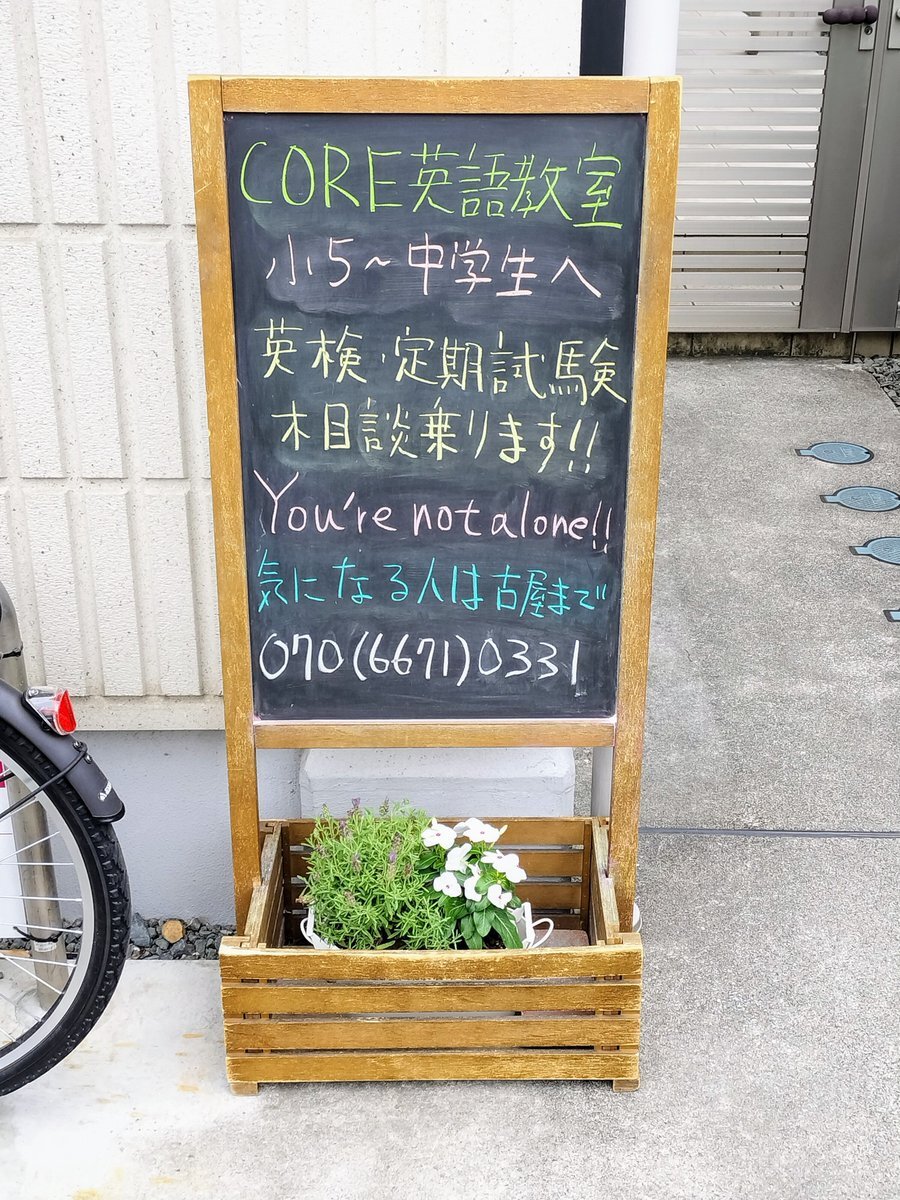 CORE英語教室
小5~中学生へ
英検・定期試験
相談乗ります!!
You're not alone!!
気になる人は古屋まで
070(6671)0331